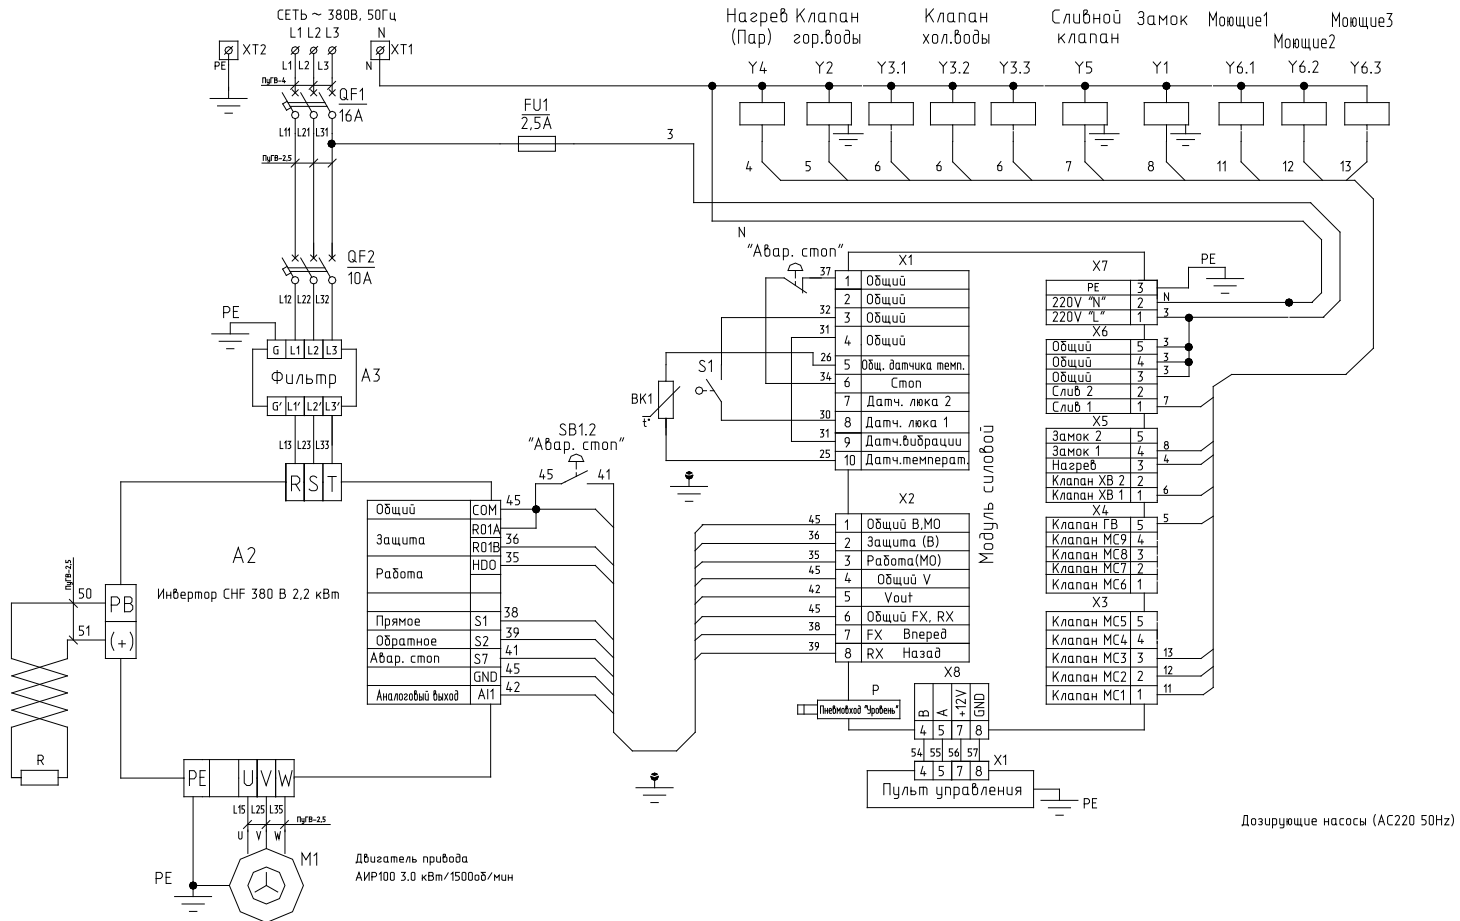 СЕТЬ ~ 380В, 50Гц
L1 L2 L3
N
XT2
XT1
PE
L1 L2 L3
N
ПуГВ-4
QF1
16А
L11 L21 L31
ПуГВ-2,5
FU1
2,5А
3
Нагрев (Пар)
Клапан гор.воды
Клапан хол.воды
Сливной клапан
Замок
Моющие1
Моющие2
Моющие3
Y4 Y2 Y3.1 Y3.2 Y3.3 Y5 Y1 Y6.1 Y6.2 Y6.3
4 5 6 6 6 7 8 11 12 13
N
QF2
10А
L12 L22 L32
PE
G L1 L2 L3
Фильтр
A3
G' L1' L2' L3'
L13 L23 L33
R S T
A2
Инвертор CHF 380 В 2,2 кВт
ПуГВ-2,5
50
PB
51
(+)
R
Общий COM 45
Защита R01A
R01B 36
Работа HDO 35
Прямое S1 38
Обратное S2 39
Авар. стоп S7 41
GND 45
Аналоговый выход AI1 42
SB1.2
"Авар. стоп"
45 41
PE U V W
L15 L25 L35
ПуГВ-2,5
U V W
M1
PE
Двигатель привода
АИР100 3.0 кВт/1500об/мин
"Авар. стоп"
S1
BK1
t°
X1
37 1 Общий
2 Общий
32 3 Общий
31 4 Общий
26 5 Общ. датчика темп.
34 6 Стоп
7 Датч. люка 2
30 8 Датч. люка 1
31 9 Датч.вибрации
25 10 Датч.температ.
X2
45 1 Общий В,МО
36 2 Защита (В)
35 3 Работа(МО)
45 4 Общий V
42 5 Vout
45 6 Общий FX, RX
38 7 FX Вперед
39 8 RX Назад
Модуль силовой
P
Пневмовход "Уровень"
X8
B A +12V GND
4 5 7 8
54 55 56 57
4 5 7 8
X1
Пульт управления
PE
X7
PE 3
220V "N" 2 N
220V "L" 1 3
PE
X6
Общий 5 3
Общий 4 3
Общий 3 3
Слив 2 2
Слив 1 1 7
X5
Замок 2 5
Замок 1 4 8
Нагрев 3 4
Клапан ХВ 2 2
Клапан ХВ 1 1 6
X4
Клапан ГВ 5 5
Клапан МС9 4
Клапан МС8 3
Клапан МС7 2
Клапан МС6 1
X3
Клапан МС5 5
Клапан МС4 4
Клапан МС3 3 13
Клапан МС2 2 12
Клапан МС1 1 11
Дозирующие насосы (AC220 50Hz)